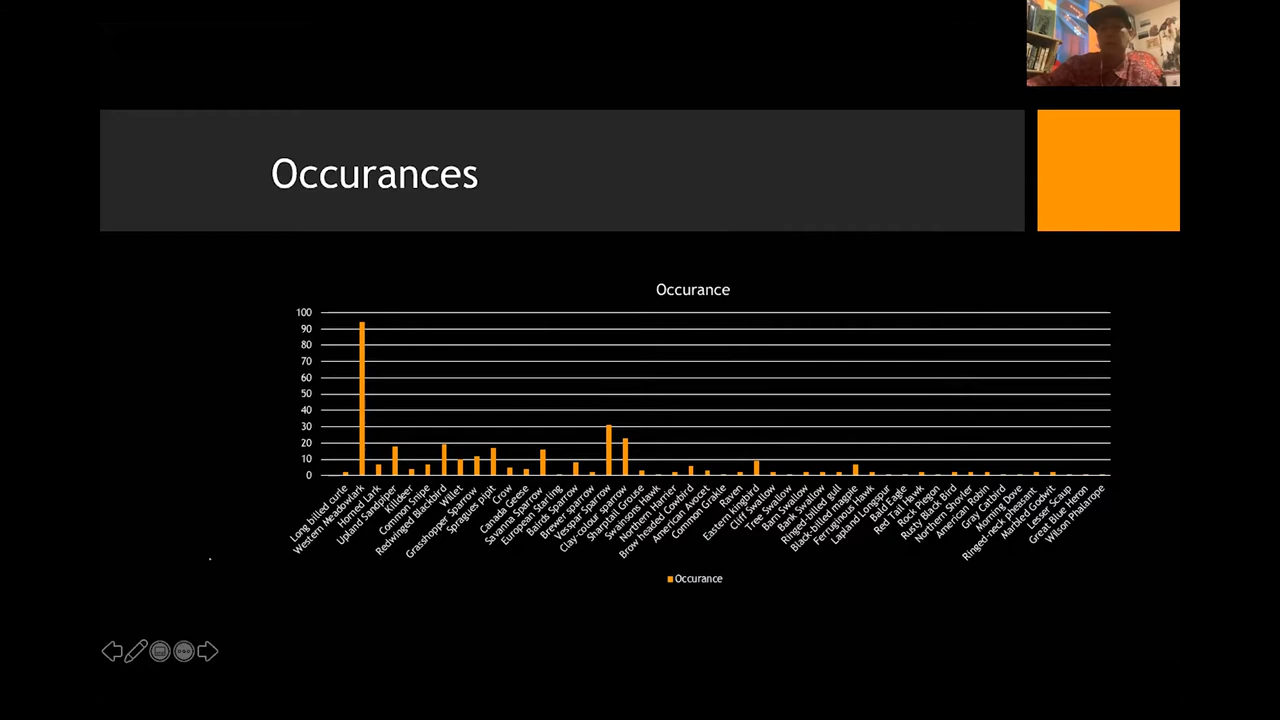 Occurances
Occurance
100
90
80
70
60
50
40
30
20
10
0
Long billed curle
Western Meadowlark
Horned Lark
Upland Sandpiper
Killdeer
Common Snipe
Redwinged Blackbird
Willet
Grasshopper Sparrow
Spragues pipit
Crow
Canada Geese
Savanna Sparrow
European Starling
Bairds Sparrow
Brewer sparrow
Vesper Sparrow
Clay-colour sparrow
Sharptail Grouse
Swainsons Hawk
Northern Harrier
Brow headed Cowbird
American Avocet
Common Grakle
Raven
Eastern kingbird
Cliff Swallow
Tree Swallow
Barn Swallow
Bank Swallow
Ringed-billed gull
Black-billed magpie
Ferruginous Hawk
Lapland Longspur
Bald Eagle
Red Tail Hawk
Rock Piegon
Rusty Black Bird
Northern Shovler
American Robin
Gray Catbird
Morning Dove
Ringed-neck Pheasant
Marbled Godwit
Lesser Scaup
Great Blue Heron
Wilson Phalarope
Occurance